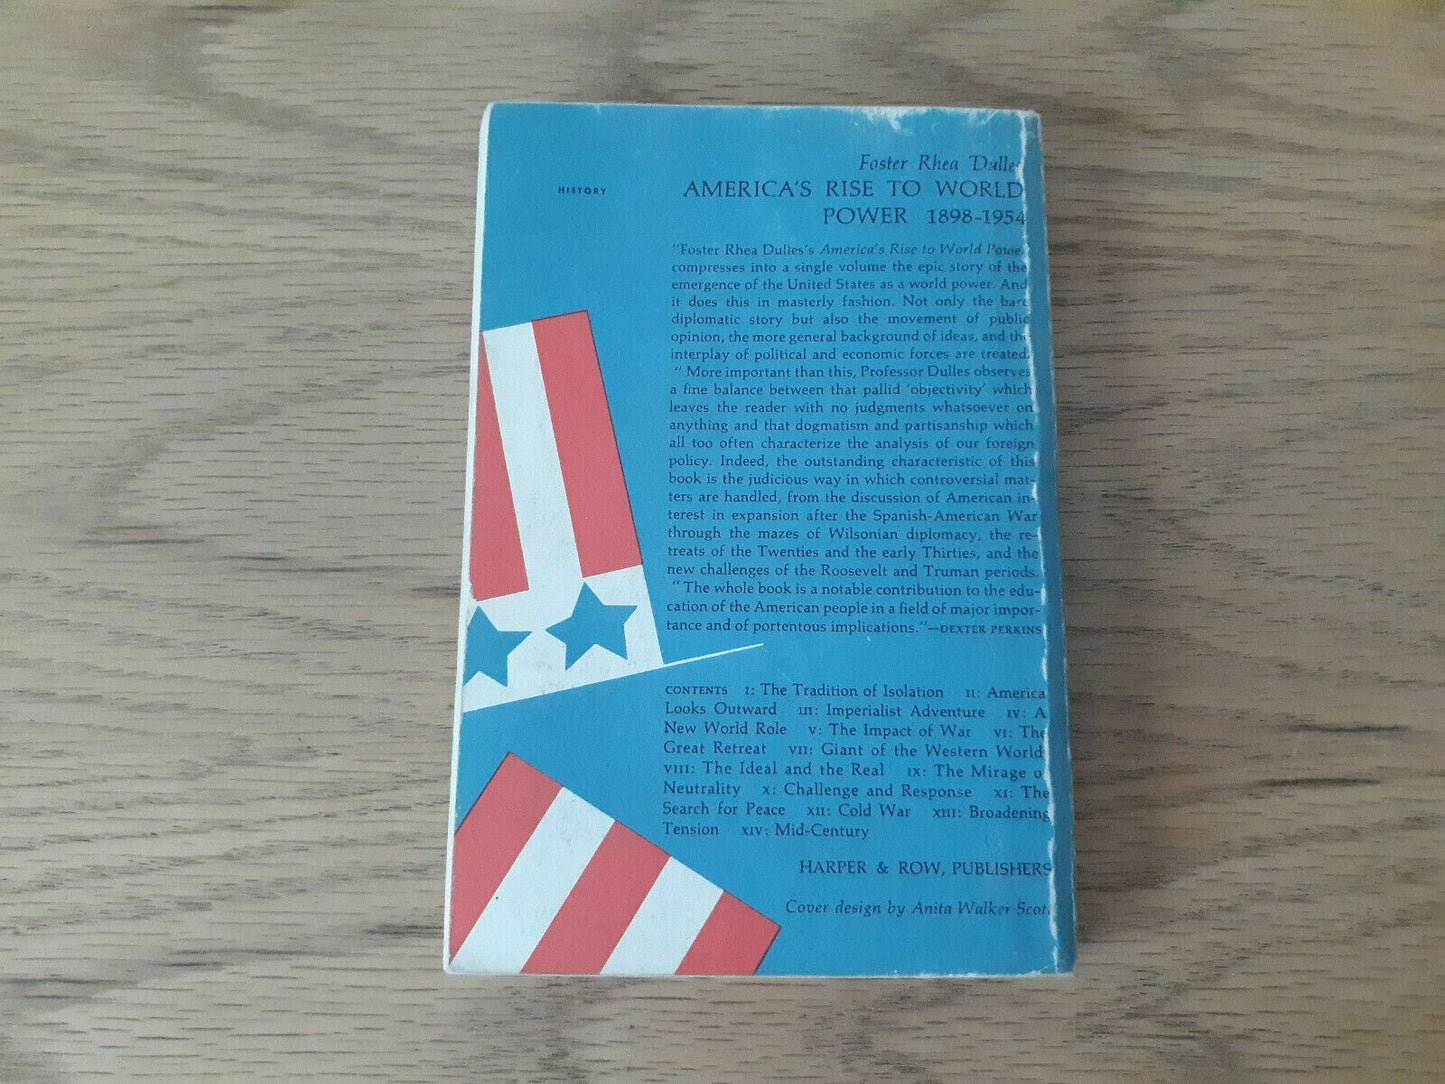 Foster Rhea Dulles
HISTORY
AMERICA'S RISE TO WORLD
POWER 1898-1954
"Foster Rhea Dulles's America's Rise to World Power
compresses into a single volume the epic story of the
emergence of the United States as a world power. And
it does this in masterly fashion. Not only the bare
diplomatic story but also the movement of public
opinion, the more general background of ideas, and the
interplay of political and economic forces are treated.
"More important than this, Professor Dulles observes
a fine balance between that pallid 'objectivity' which
leaves the reader with no judgments whatsoever on
anything and that dogmatism and partisanship which
all too often characterize the analysis of our foreign
policy. Indeed, the outstanding characteristic of this
book is the judicious way in which controversial mat-
ters are handled, from the discussion of American in-
terest in expansion after the Spanish-American War
through the mazes of Wilsonian diplomacy, the re-
treats of the Twenties and the early Thirties, and the
new challenges of the Roosevelt and Truman periods.
"The whole book is a notable contribution to the edu-
cation of the American people in a field of major impor-
tance and of portentous implications."—DEXTER PERKINS
CONTENTS I: The Tradition of Isolation II: America
Looks Outward III: Imperialist Adventure IV: A
New World Role V: The Impact of War VI: The
Great Retreat VII: Giant of the Western World
VIII: The Ideal and the Real IX: The Mirage of
Neutrality X: Challenge and Response XI: The
Search for Peace XII: Cold War XIII: Broadening
Tension XIV: Mid-Century
HARPER & ROW, PUBLISHERS
Cover design by Anita Walker Scott